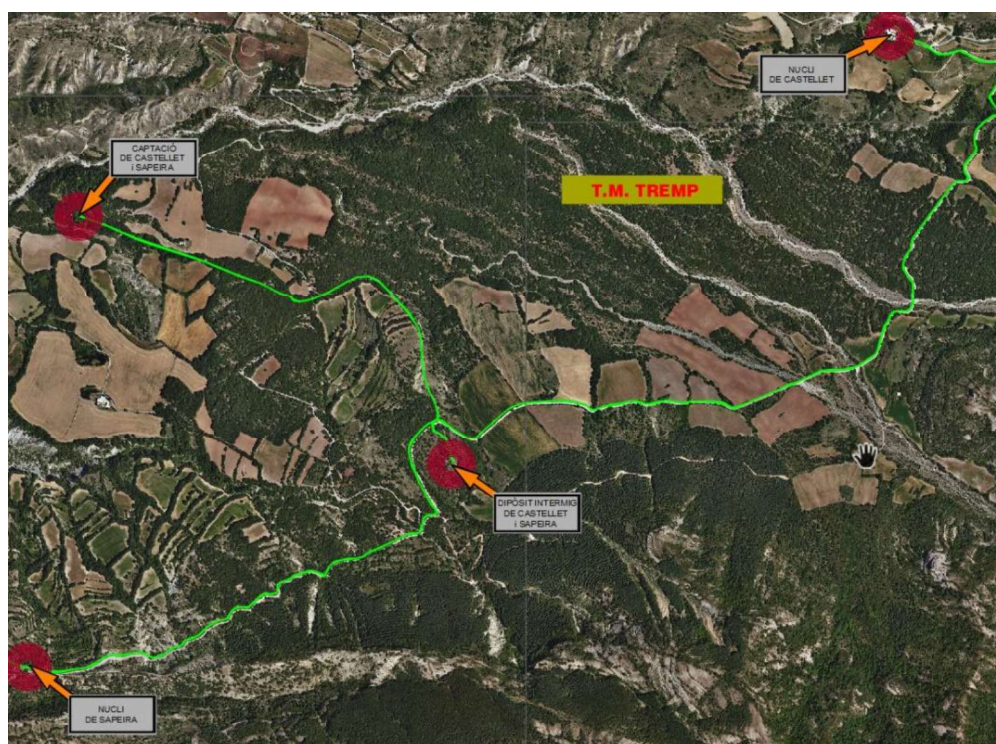 NUCLI
DE CASTELLET
CAPTACIÓ
DE CASTELLET
i SAPEIRA
T.M. TREMP
DIPÒSIT INTERMIG
DE CASTELLET
i SAPEIRA
NUCLI
DE SAPEIRA